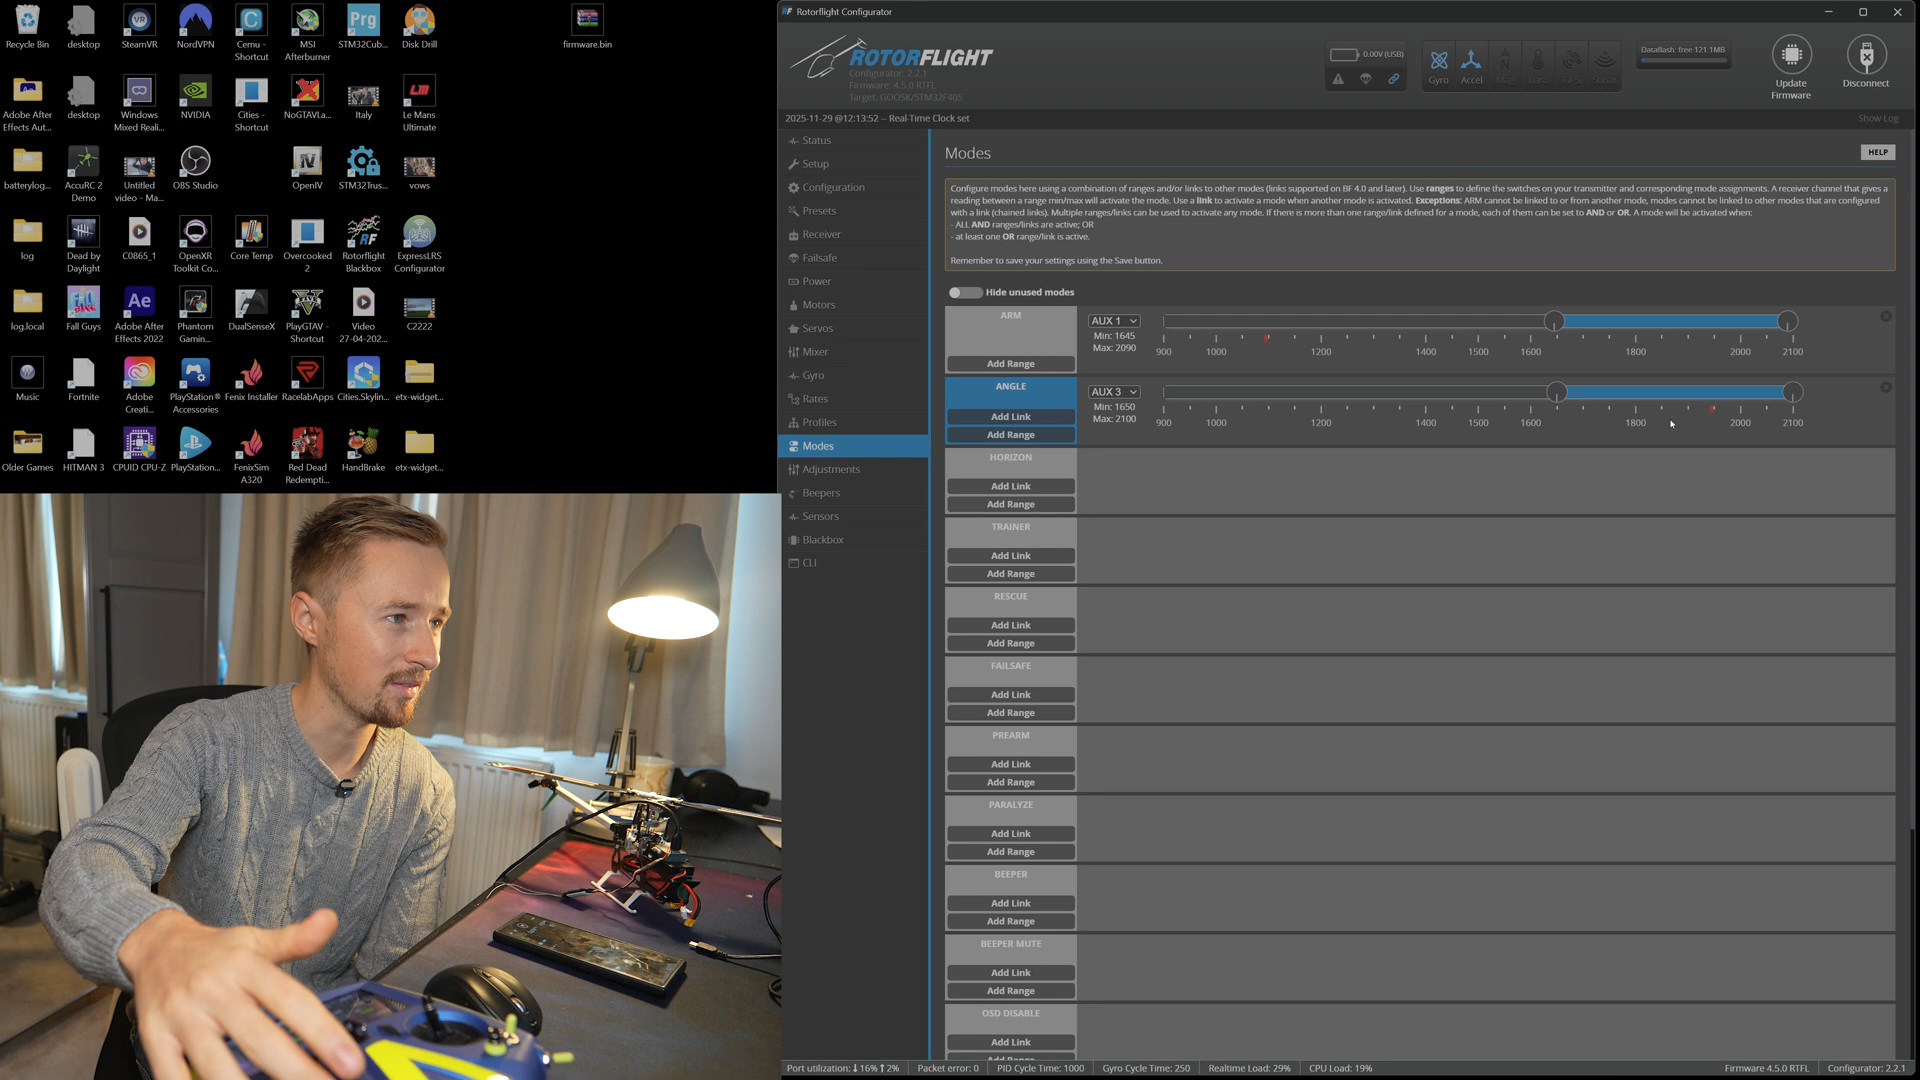 Recycle Bin
desktop
SteamVR
NordVPN
Cemu -
Shortcut
MSI
Afterburner
Prg
STM32Cub...
Disk Drill
firmware.bin
Adobe After
Effects Aut...
desktop
Windows
Mixed Reali...
NVIDIA
Cities -
Shortcut
NoGTAVLa...
Italy
LM
Le Mans
Ultimate
batterylog...
AccuRC 2
Demo
Untitled
video - Ma...
OBS Studio
IV
OpenIV
STM32Trus...
vows
log
Dead by
Daylight
C0865_1
OpenXR
Toolkit Co...
Core Temp
Overcooked
2
RF
Rotorflight
Blackbox
ExpressLRS
Configurator
log.local
Fall Guys
Ae
Adobe After
Effects 2022
Phantom
Gamin...
DualSenseX
PlayGTAV -
Shortcut
Video
27-04-202...
C2222
Music
Fortnite
Adobe
Creati...
PlayStation®
Accessories
Fenix Installer
RacelabApps
Cities.Skylin...
etx-widget...
Older Games
HITMAN 3
CPUID CPU-Z
PlayStation...
FenixSim
A320
Red Dead
Redempti...
HandBrake
etx-widget...
RF Rotorflight Configurator
ROTORFLIGHT
Configurator: 2.2.1
Firmware: 4.5.0 RTFL
Target: GOOSK/STM32F405
0.00V (USB)
Gyro
Accel
Mag
Baro
GPS
Sonar
Dataflash: free 121.1MB
Update
Firmware
Disconnect
2025-11-29 @12:13:52 -- Real-Time Clock set
Show Log
Status
Setup
Configuration
Presets
Receiver
Failsafe
Power
Motors
Servos
Mixer
Gyro
Rates
Profiles
Modes
Adjustments
Beepers
Sensors
Blackbox
CLI
Modes
HELP
Configure modes here using a combination of ranges and/or links to other modes (links supported on BF 4.0 and later). Use ranges to define the switches on your transmitter and corresponding mode assignments. A receiver channel that gives a
reading between a range min/max will activate the mode. Use a link to activate a mode when another mode is activated. Exceptions: ARM cannot be linked to or from another mode, modes cannot be linked to other modes that are configured
with a link (chained links). Multiple ranges/links can be used to activate any mode. If there is more than one range/link defined for a mode, each of them can be set to AND or OR. A mode will be activated when:
- ALL AND ranges/links are active; OR
- at least one OR range/link is active.
Remember to save your settings using the Save button.
Hide unused modes
ARM
Add Range
AUX 1
Min: 1645
Max: 2090
900 1000 1200 1400 1500 1600 1800 2000 2100
ANGLE
Add Link
Add Range
AUX 3
Min: 1650
Max: 2100
900 1000 1200 1400 1500 1600 1800 2000 2100
HORIZON
Add Link
Add Range
TRAINER
Add Link
Add Range
RESCUE
Add Link
Add Range
FAILSAFE
Add Link
Add Range
PREARM
Add Link
Add Range
PARALYZE
Add Link
Add Range
BEEPER
Add Link
Add Range
BEEPER MUTE
Add Link
Add Range
OSD DISABLE
Add Link
Add Range
Port utilization: ↓ 16% ↑ 2%
Packet error: 0
PID Cycle Time: 1000
Gyro Cycle Time: 250
Realtime Load: 29%
CPU Load: 19%
Firmware 4.5.0 RTFL
Configurator: 2.2.1